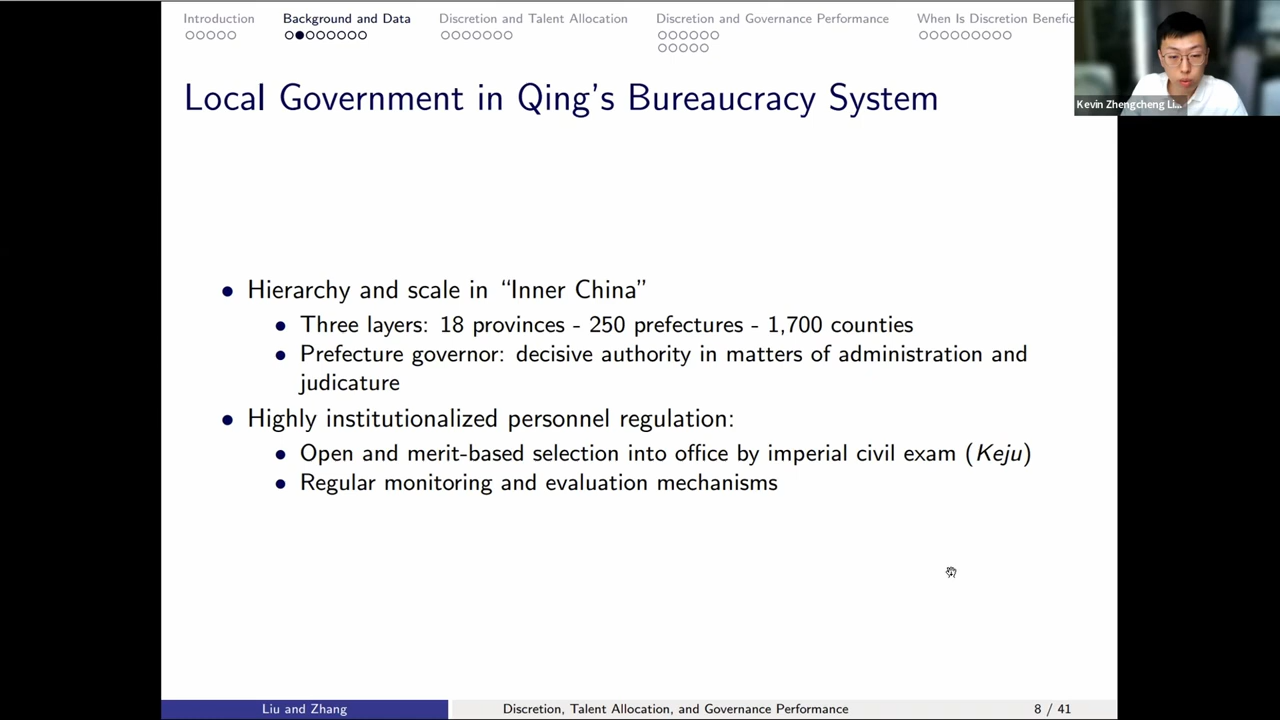 Introduction
Background and Data
Discretion and Talent Allocation
Discretion and Governance Performance
When Is Discretion
Kevin Zhengcheng
Local Government in Qing's Bureaucracy System
• Hierarchy and scale in “Inner China”
• Three layers: 18 provinces - 250 prefectures - 1,700 counties
• Prefecture governor: decisive authority in matters of administration and
judicature
• Highly institutionalized personnel regulation:
• Open and merit-based selection into office by imperial civil exam (Keju)
• Regular monitoring and evaluation mechanisms
Liu and Zhang
Discretion, Talent Allocation, and Governance Performance
8 / 41